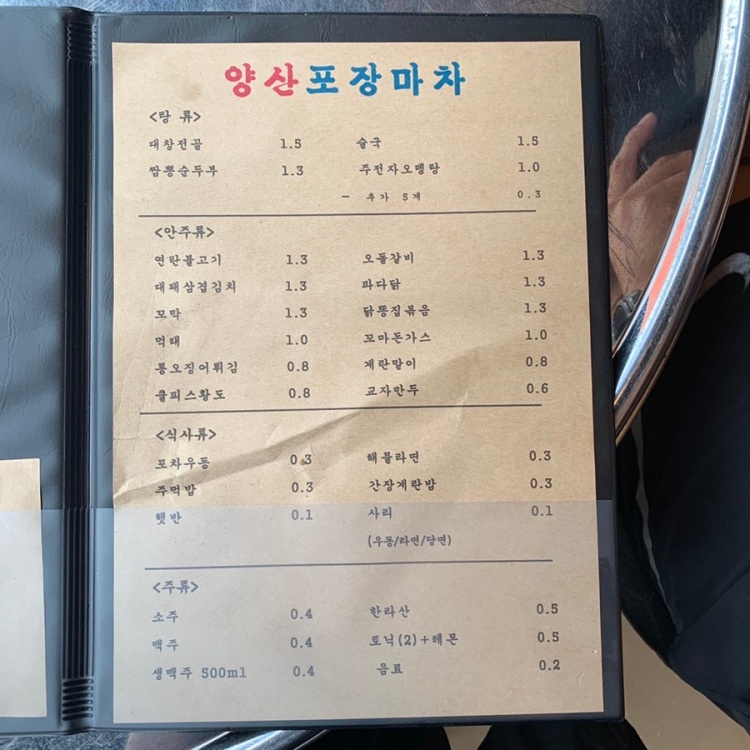 양산포장마차
<탕 류>
대창전골 1.5 술국 1.5
짬뽕순두부 1.3 주전자오뎅탕 1.0
- 추가 5개 0.3
<안주류>
연탄불고기 1.3 오돌갈비 1.3
대패삼겹김치 1.3 파다닭 1.3
꼬막 1.3 닭똥집볶음 1.3
먹태 1.0 꼬마돈가스 1.0
통오징어튀김 0.8 계란말이 0.8
쿨피스황도 0.8 교자만두 0.6
<식사류>
포차우동 0.3 해물라면 0.3
주먹밥 0.3 간장계란밥 0.3
햇반 0.1 사리 0.1
(우동/라면/당면)
<주류>
소주 0.4 한라산 0.5
맥주 0.4 토닉(2)+레몬 0.5
생맥주 500ml 0.4 음료 0.2